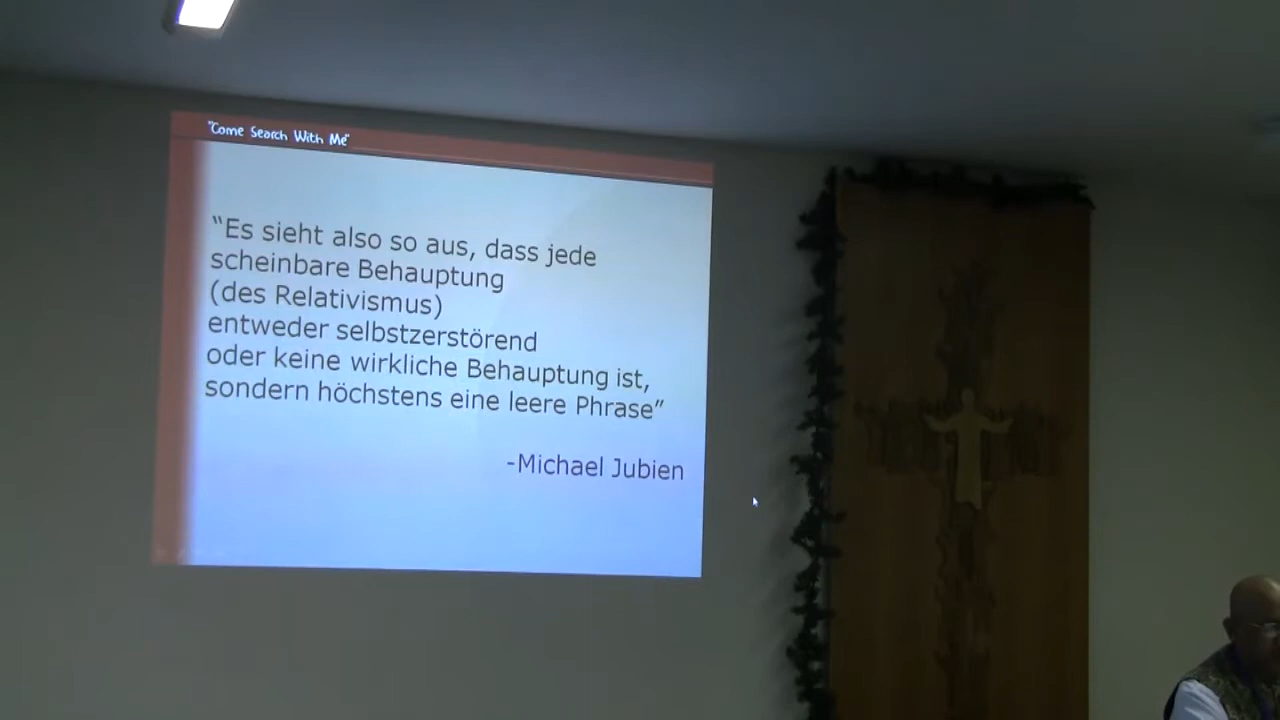 "Come Search With Me"
“Es sieht also so aus, dass jede
scheinbare Behauptung
(des Relativismus)
entweder selbstzerstörend
oder keine wirkliche Behauptung ist,
sondern höchstens eine leere Phrase”
-Michael Jubien